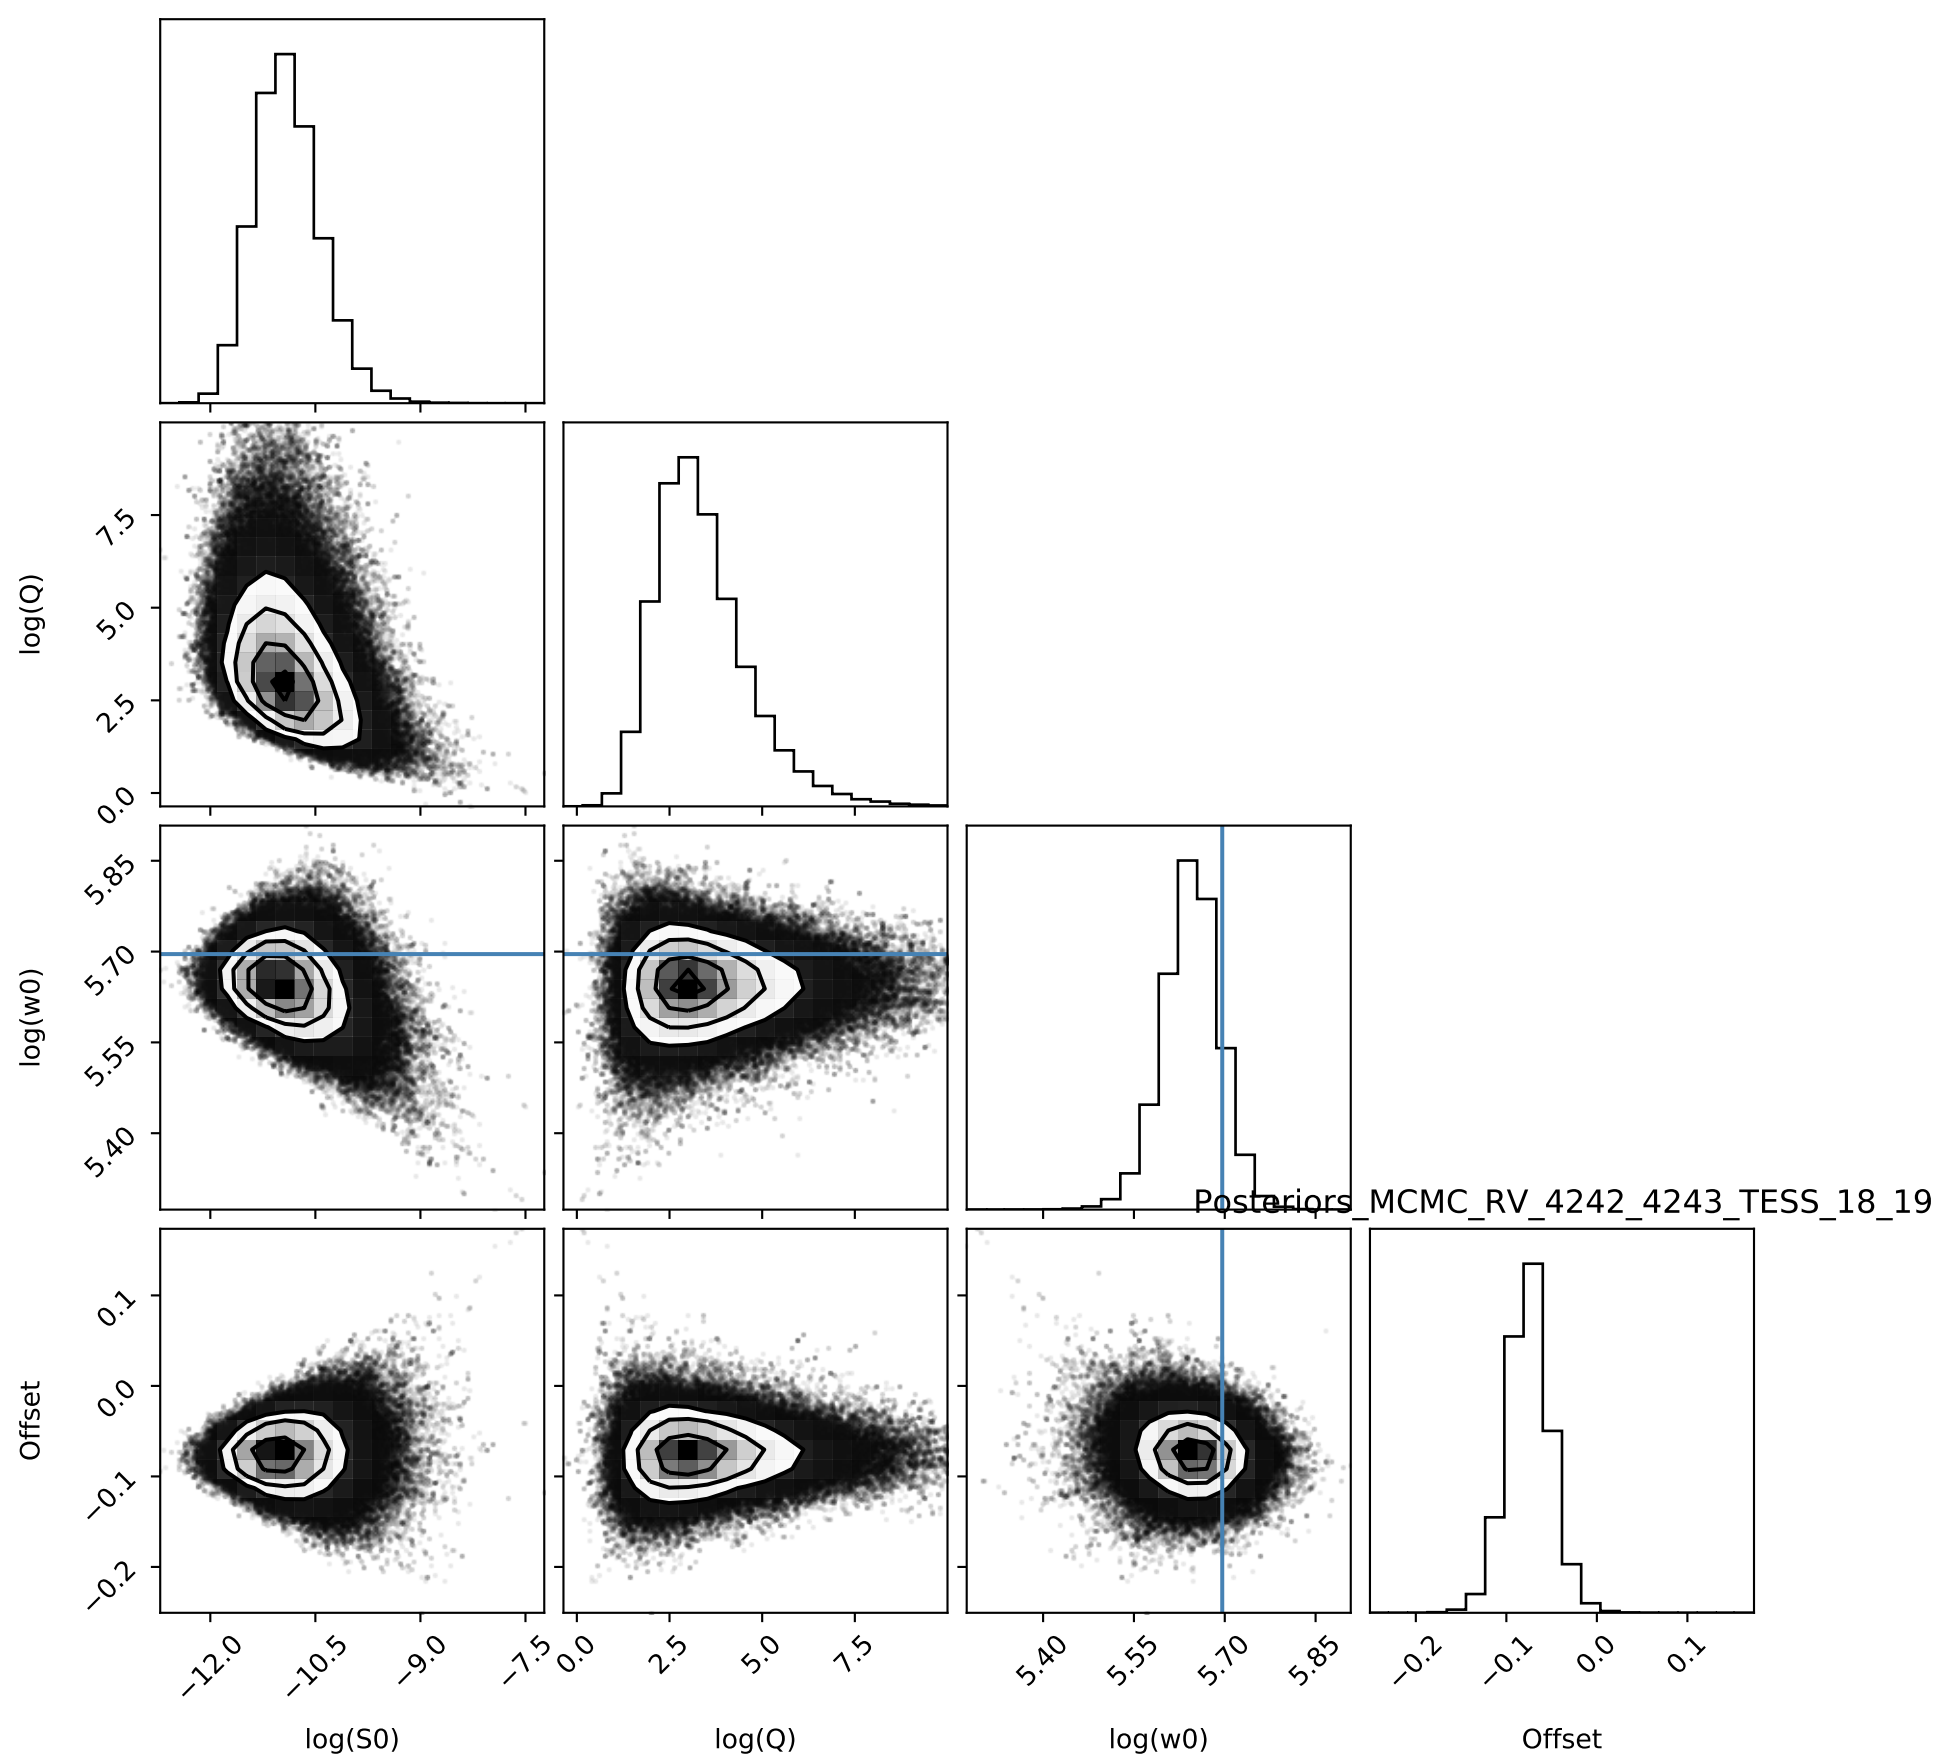 7.5
5.0
2.5
0.0
log(Q)
5.85
5.70
5.55
5.40
log(w0)
Posteriors_MCMC_RV_4242_4243_TESS_18_19
0.1
0.0
−0.1
−0.2
Offset
−12.0 −10.5 −9.0 −7.5 0.0 2.5 5.0 7.5 5.40 5.55 5.70 5.85 −0.2 −0.1 0.0 0.1
log(S0) log(Q) log(w0) Offset